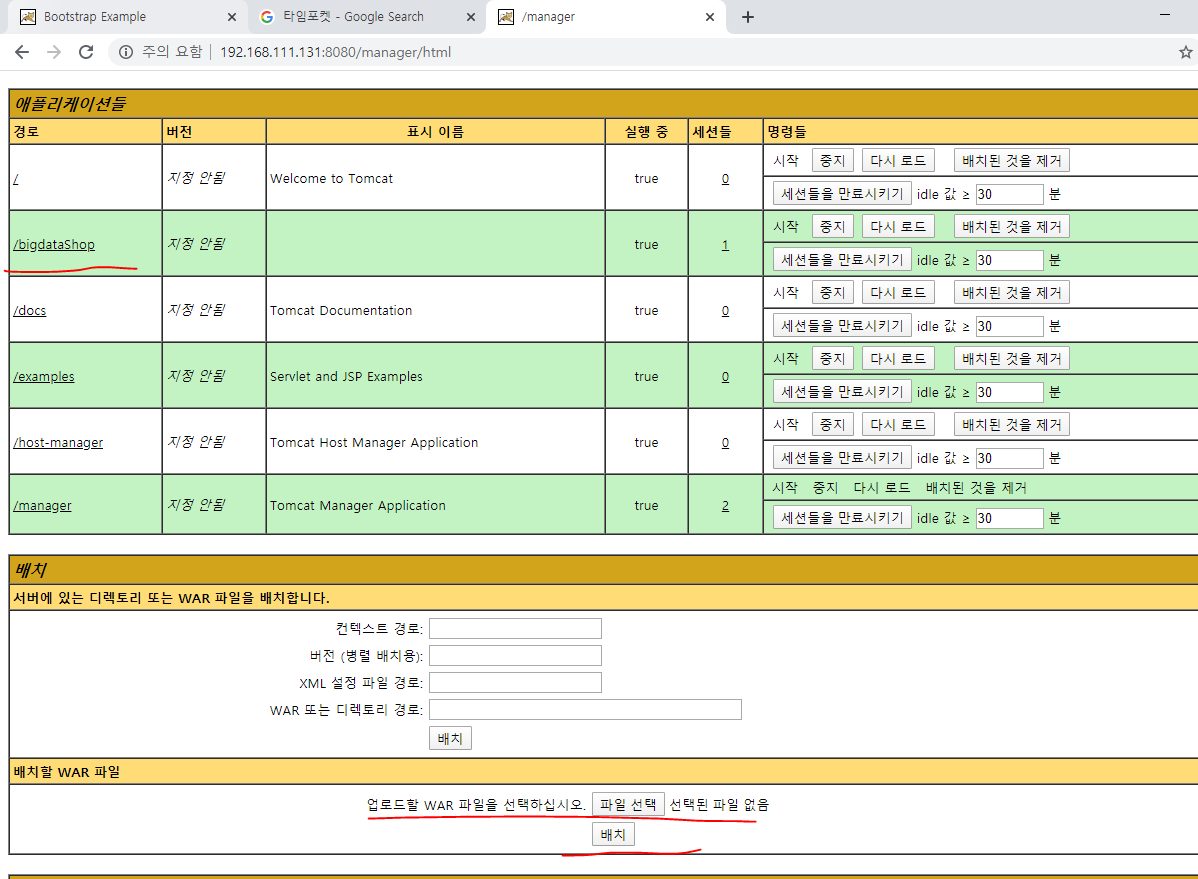 Bootstrap Example
타임포켓 - Google Search
/manager
주의 요함 192.168.111.131:8080/manager/html
애플리케이션들
경로 버전 표시 이름 실행 중 세션들 명령들
/ 지정 안됨 Welcome to Tomcat true 0 시작 중지 다시 로드 배치된 것을 제거
세션들을 만료시키기 idle 값 ≥ 30 분
/bigdataShop 지정 안됨 true 1 시작 중지 다시 로드 배치된 것을 제거
세션들을 만료시키기 idle 값 ≥ 30 분
/docs 지정 안됨 Tomcat Documentation true 0 시작 중지 다시 로드 배치된 것을 제거
세션들을 만료시키기 idle 값 ≥ 30 분
/examples 지정 안됨 Servlet and JSP Examples true 0 시작 중지 다시 로드 배치된 것을 제거
세션들을 만료시키기 idle 값 ≥ 30 분
/host-manager 지정 안됨 Tomcat Host Manager Application true 0 시작 중지 다시 로드 배치된 것을 제거
세션들을 만료시키기 idle 값 ≥ 30 분
/manager 지정 안됨 Tomcat Manager Application true 2 시작 중지 다시 로드 배치된 것을 제거
세션들을 만료시키기 idle 값 ≥ 30 분
배치
서버에 있는 디렉토리 또는 WAR 파일을 배치합니다.
컨텍스트 경로:
버전 (병렬 배치용):
XML 설정 파일 경로:
WAR 또는 디렉토리 경로:
배치
배치할 WAR 파일
업로드할 WAR 파일을 선택하십시오. 파일 선택 선택된 파일 없음
배치